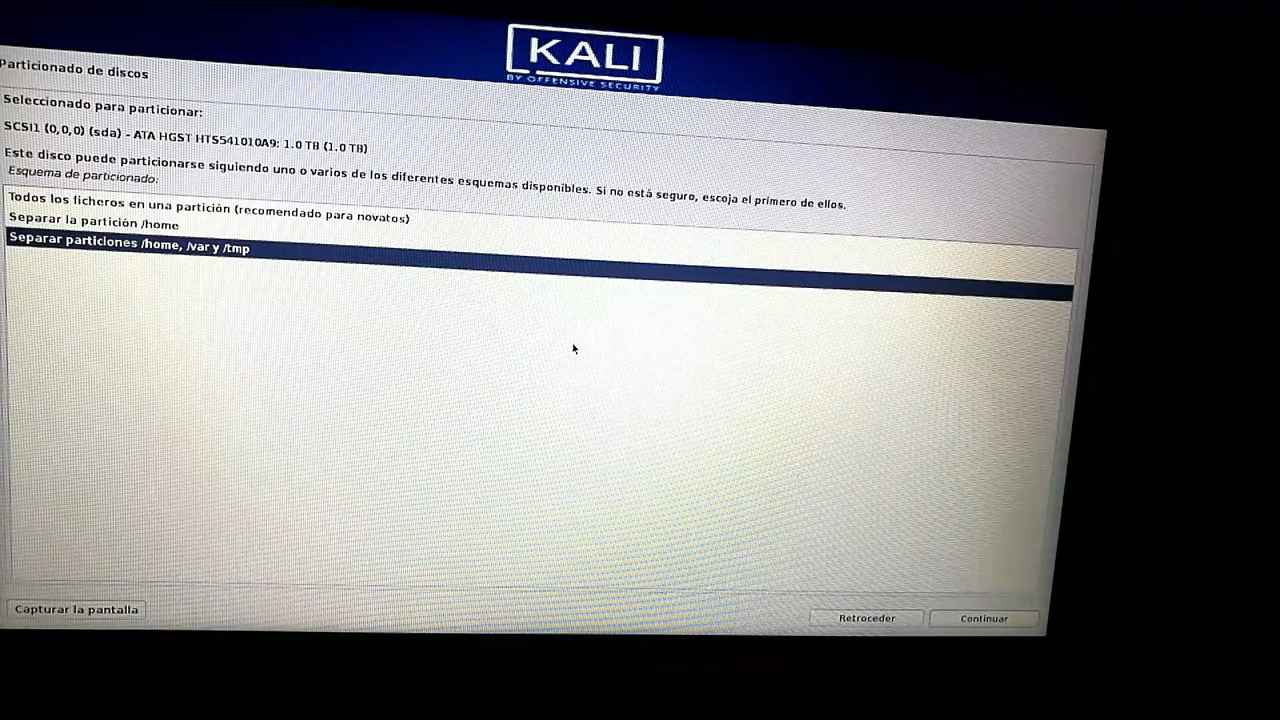 KALI
BY OFFENSIVE SECURITY
Particionado de discos
Seleccionado para particionar:
SCSI1 (0,0,0) (sda) - ATA HGST HTS541010A9: 1.0 TB (1.0 TB)
Este disco puede particionarse siguiendo uno o varios de los diferentes esquemas disponibles. Si no está seguro, escoja el primero de ellos.
Esquema de particionado:
Todos los ficheros en una partición (recomendado para novatos)
Separar la partición /home
Separar particiones /home, /var y /tmp
Capturar la pantalla
Retroceder
Continuar